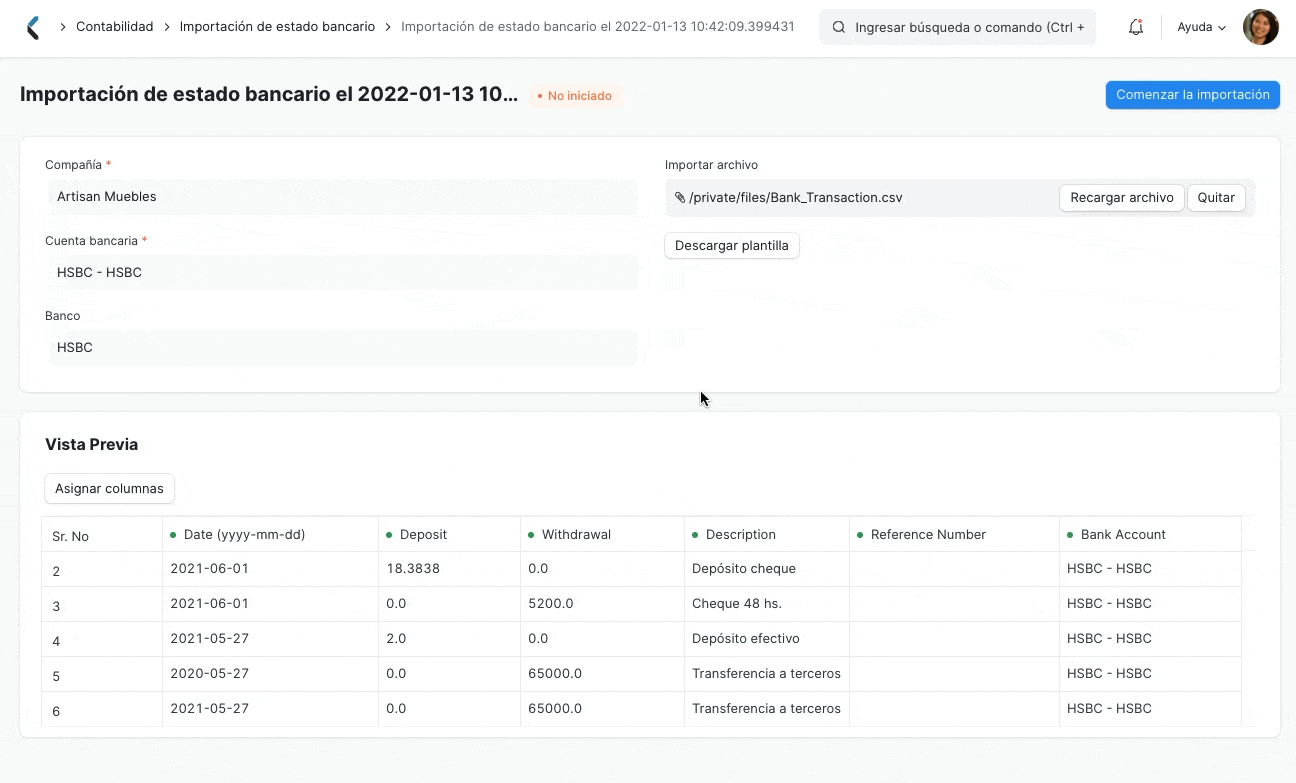 Contabilidad > Importación de estado bancario > Importación de estado bancario el 2022-01-13 10:42:09.399431 Ingresar búsqueda o comando (Ctrl + Ayuda
Importación de estado bancario el 2022-01-13 10... • No iniciado Comenzar la importación
Compañía * Importar archivo
Artisan Muebles /private/files/Bank_Transaction.csv Recargar archivo Quitar
Cuenta bancaria * Descargar plantilla
HSBC - HSBC
Banco
HSBC
Vista Previa
Asignar columnas
Sr. No Date (yyyy-mm-dd) Deposit Withdrawal Description Reference Number Bank Account
2 2021-06-01 18.3838 0.0 Depósito cheque HSBC - HSBC
3 2021-06-01 0.0 5200.0 Cheque 48 hs. HSBC - HSBC
4 2021-05-27 2.0 0.0 Depósito efectivo HSBC - HSBC
5 2020-05-27 0.0 65000.0 Transferencia a terceros HSBC - HSBC
6 2021-05-27 0.0 65000.0 Transferencia a terceros HSBC - HSBC